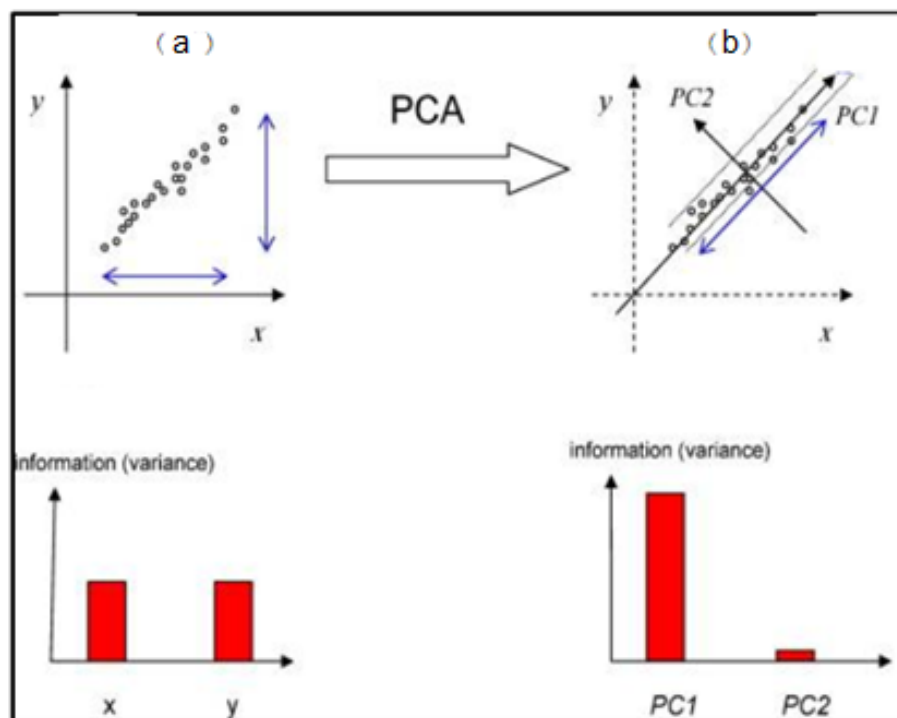 （a ）
（b）
y
PCA
y
PC2
PC1
x
x
information (variance)
information (variance)
x
y
PC1
PC2